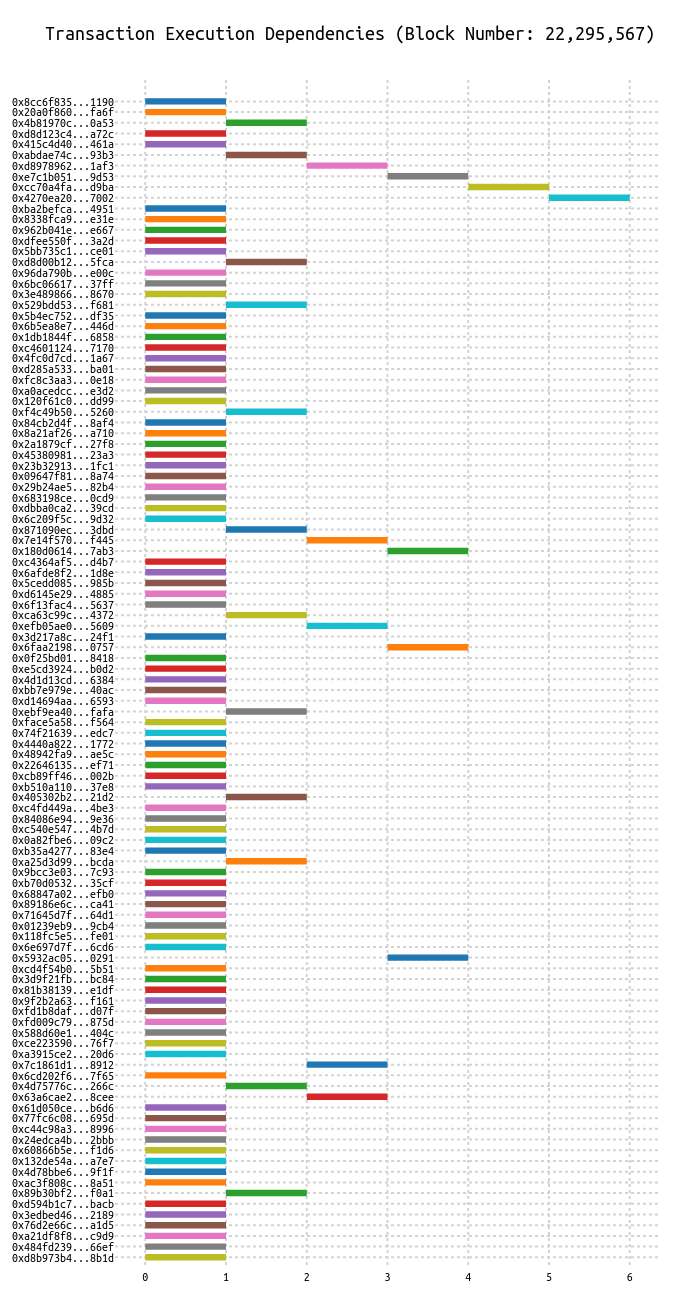 Transaction Execution Dependencies (Block Number: 22,295,567)
0x8cc6f835...1190
0x20a0f860...fa6f
0x4b81970c...0a53
0xd8d123c4...a72c
0x415c4d40...461a
0xabdae74c...93b3
0xd8978962...1af3
0xe7c1b051...9d53
0xcc70a4fa...d9ba
0x4270ea20...7002
0xba2befca...4951
0x8338fca9...e31e
0x962b041e...e667
0xdfee550f...3a2d
0x5bb735c1...ce01
0xd8d00b12...5fca
0x96da790b...e00c
0x6bc06617...37ff
0x3e489866...8670
0x529bdd53...f681
0x5b4ec752...df35
0x6b5ea8e7...446d
0x1db1844f...6858
0xc4601124...7170
0x4fc0d7cd...1a67
0xd285a533...ba01
0xfc8c3aa3...0e18
0xa0acedcc...e3d2
0x120f61c0...dd99
0xf4c49b50...5260
0x84cb2d4f...8af4
0x8a21af26...a710
0x2a1879cf...27f8
0x45380981...23a3
0x23b32913...1fc1
0x09647f81...8a74
0x29b24ae5...82b4
0x683198ce...0cd9
0xdbba0ca2...39cd
0x6c209f5c...9d32
0x871090ec...3dbd
0x7e14f570...f445
0x180d0614...7ab3
0xc4364af5...d4b7
0x6afde8f2...1d8e
0x5cedd085...985b
0xd6145e29...4885
0x6f13fac4...5637
0xca63c99c...4372
0xefb05ae0...5609
0x3d217a8c...24f1
0x6faa2198...0757
0x0f25bd01...8418
0xe5cd3924...b0d2
0x4d1d13cd...6384
0xbb7e979e...40ac
0xd14694aa...6593
0xebf9ea40...fafa
0xface5a58...f564
0x74f21639...edc7
0x4440a822...1772
0x48942fa9...ae5c
0x22646135...ef71
0xcb89ff46...002b
0xb510a110...37e8
0x405302b2...21d2
0xc4fd449a...4be3
0x84086e94...9e36
0xc540e547...4b7d
0x0a82fbe6...09c2
0xb35a4277...83e4
0xa25d3d99...bcda
0x9bcc3e03...7c93
0xb70d0532...35cf
0x68847a02...efb0
0x89186e6c...ca41
0x71645d7f...64d1
0x01239eb9...9cb4
0x118fc5e5...fe01
0x6e697d7f...6cd6
0x5932ac05...0291
0xcd4f54b0...5b51
0x3d9f21fb...bc84
0x81b38139...e1df
0x9f2b2a63...f161
0xfd1b8daf...d07f
0xfd009c79...875d
0x588d60e1...404c
0xce223590...76f7
0xa3915ce2...20d6
0x7c1861d1...8912
0x6cd202f6...7f65
0x4d75776c...266c
0x63a6cae2...8cee
0x61d050ce...b6d6
0x77fc6c08...695d
0xc44c98a3...8996
0x24edca4b...2bbb
0x60866b5e...f1d6
0x132de54a...a7e7
0x4d78bbe6...9f1f
0xac3f808c...8a51
0x89b30bf2...f0a1
0xd594b1c7...bacb
0x3edbed46...2189
0x76d2e66c...a1d5
0xa21df8f8...c9d9
0x484fd239...66ef
0xd8b973b4...8b1d
0 1 2 3 4 5 6